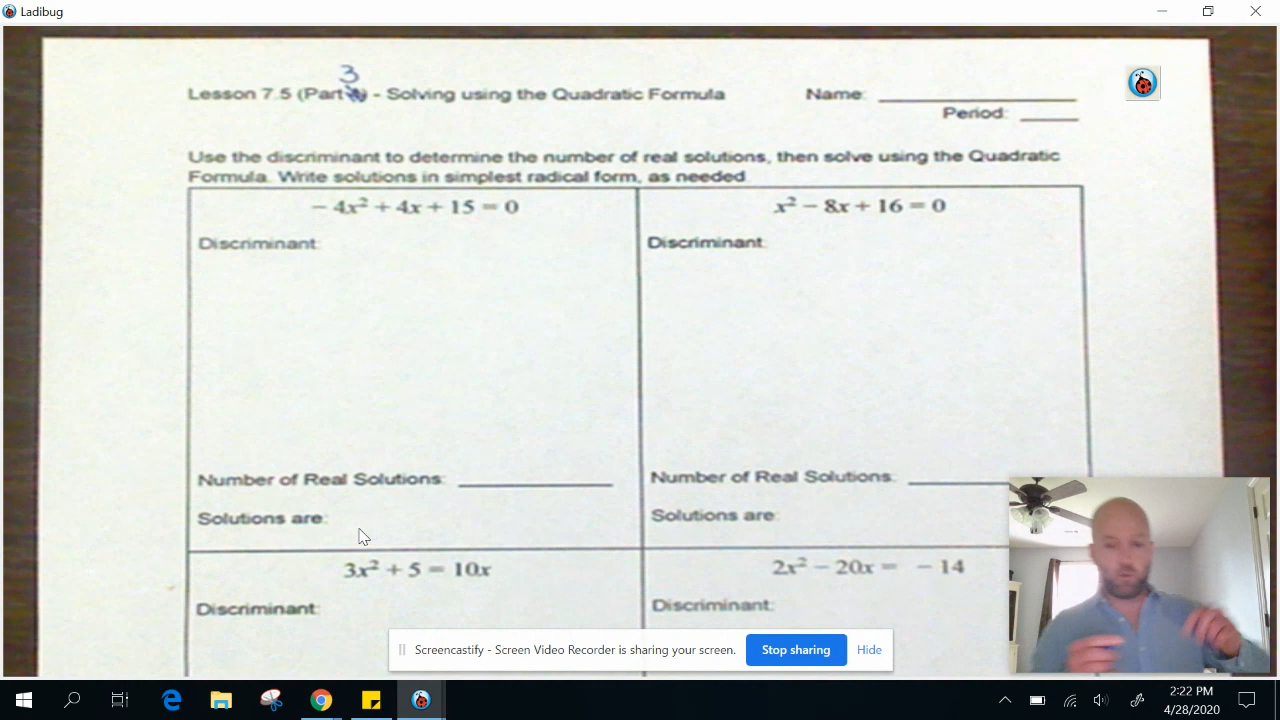 Ladibug
3
Lesson 7.5 (Part ) - Solving using the Quadratic Formula Name: ____
Period: ____
Use the discriminant to determine the number of real solutions, then solve using the Quadratic
Formula. Write solutions in simplest radical form, as needed.
− 4x² + 4x + 15 = 0 x² − 8x + 16 = 0
Discriminant: Discriminant:
Number of Real Solutions: ____ Number of Real Solutions: ____
Solutions are: Solutions are:
3x² + 5 = 10x 2x² − 20x = − 14
Discriminant: Discriminant:
Screencastify - Screen Video Recorder is sharing your screen. Stop sharing Hide
2:22 PM
4/28/2020